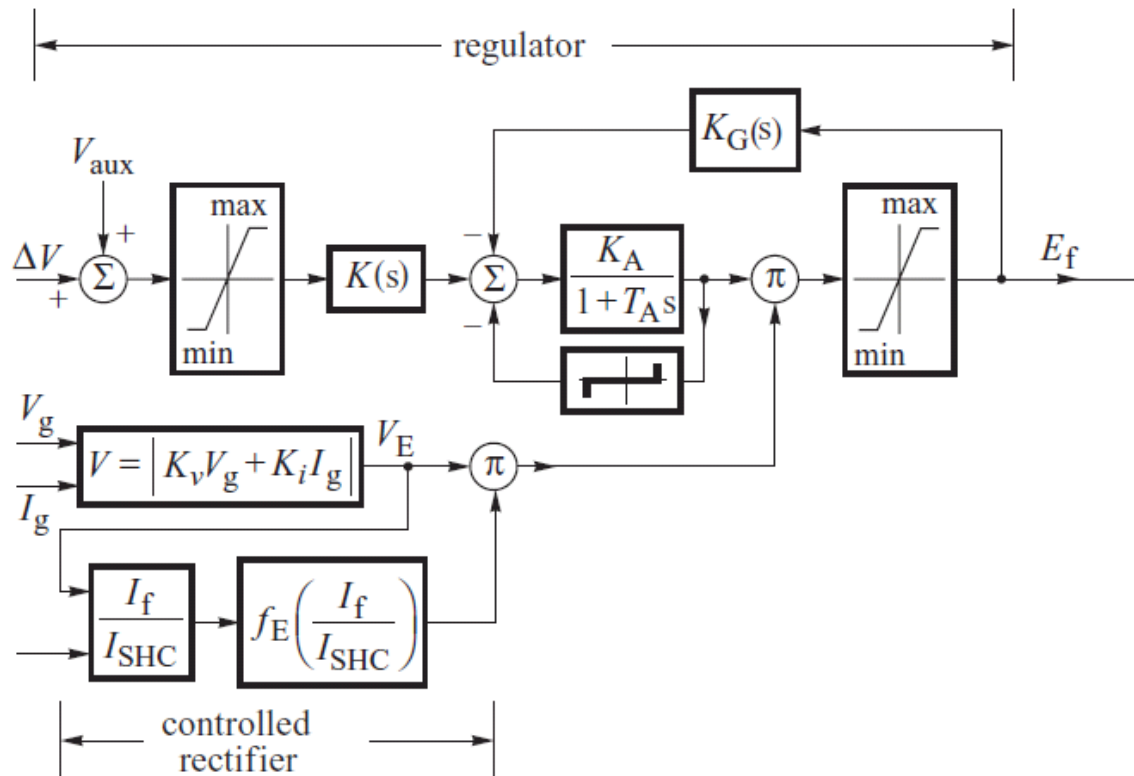 regulator
K_G(s)
V_aux
+
max
min
ΔV
+
Σ
K(s)
−
Σ
−
K_A
1 + T_A s
π
max
min
E_f
V_g
I_g
V = | K_v V_g + K_i I_g |
V_E
π
I_f
I_SHC
f_E ( I_f / I_SHC )
controlled
rectifier